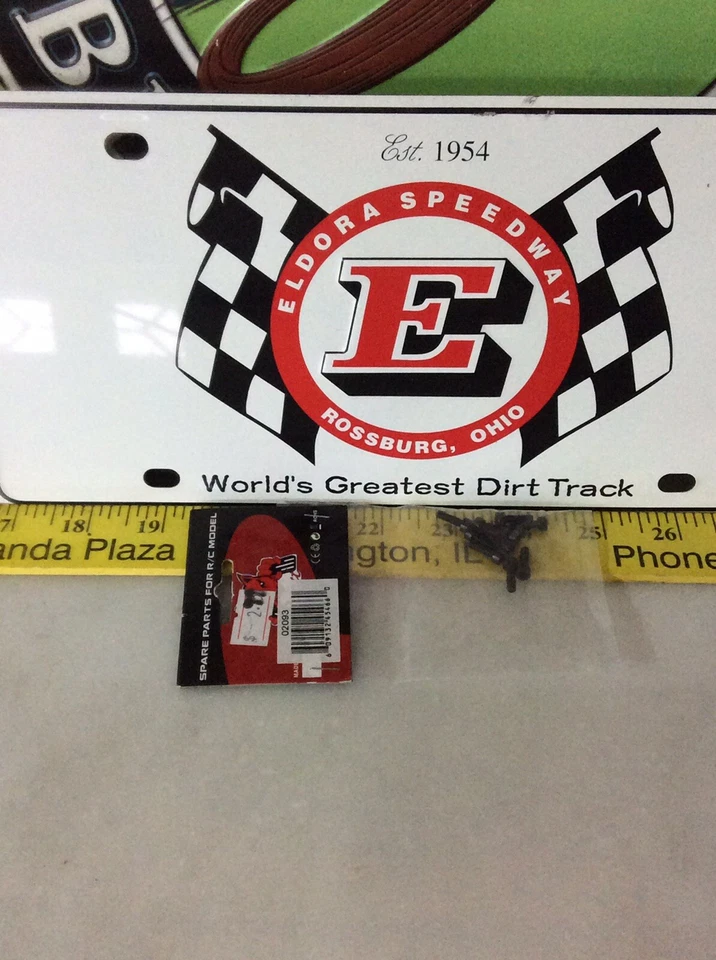 B
Est. 1954
ELDORA SPEEDWAY
E
ROSSBURG, OHIO
World's Greatest Dirt Track
18 19 22 23 25 26
anda Plaza
gton, IL
Phone
SPARE PARTS FOR R/C MODEL
02093